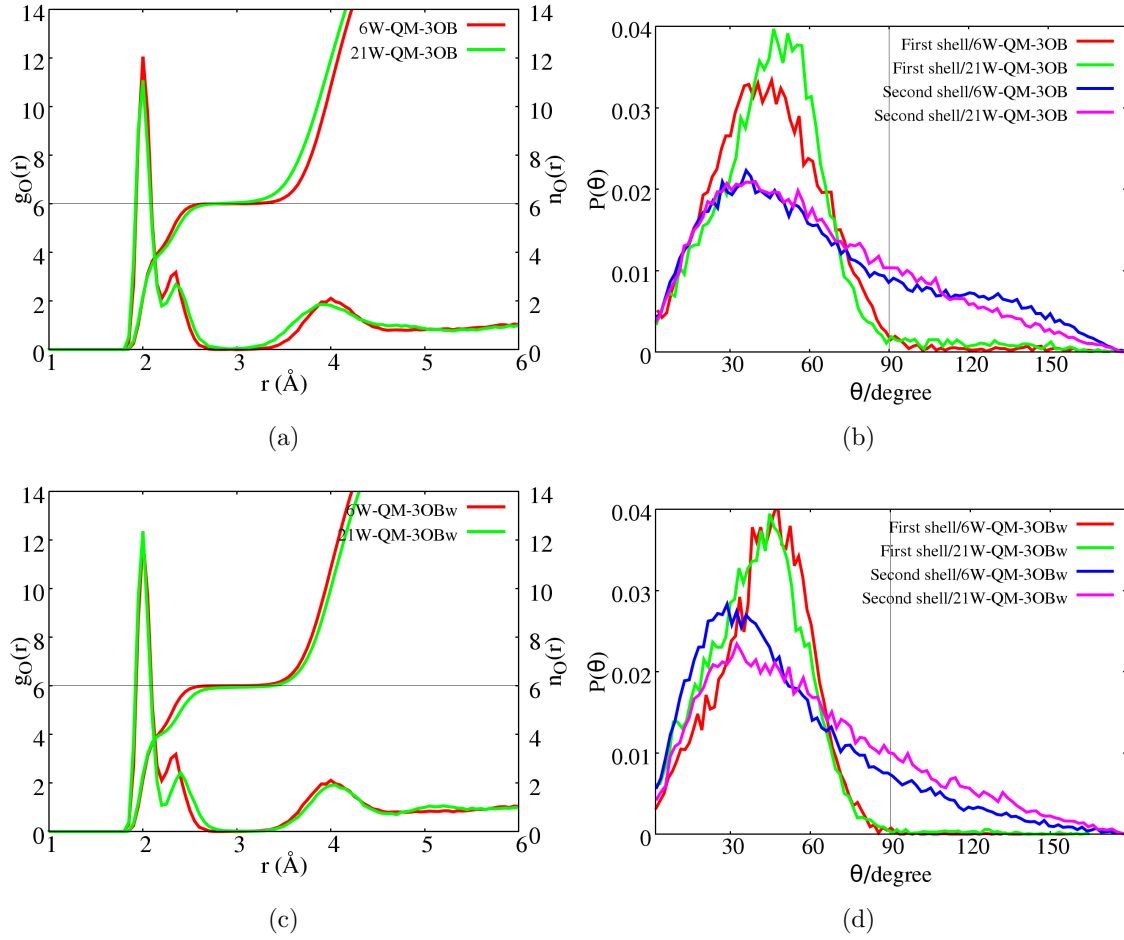 14
12
10
8
6
4
2
0
g_O(r)
1 2 3 4 5 6
r (Å)
14
12
10
8
6
4
2
0
n_O(r)
6W-QM-3OB
21W-QM-3OB
(a)
0.04
0.03
0.02
0.01
0
P(θ)
30 60 90 120 150
θ/degree
First shell/6W-QM-3OB
First shell/21W-QM-3OB
Second shell/6W-QM-3OB
Second shell/21W-QM-3OB
(b)
14
12
10
8
6
4
2
0
g_O(r)
1 2 3 4 5 6
r (Å)
14
12
10
8
6
4
2
0
n_O(r)
6W-QM-3OBw
21W-QM-3OBw
(c)
0.04
0.03
0.02
0.01
0
P(θ)
30 60 90 120 150
θ/degree
First shell/6W-QM-3OBw
First shell/21W-QM-3OBw
Second shell/6W-QM-3OBw
Second shell/21W-QM-3OBw
(d)